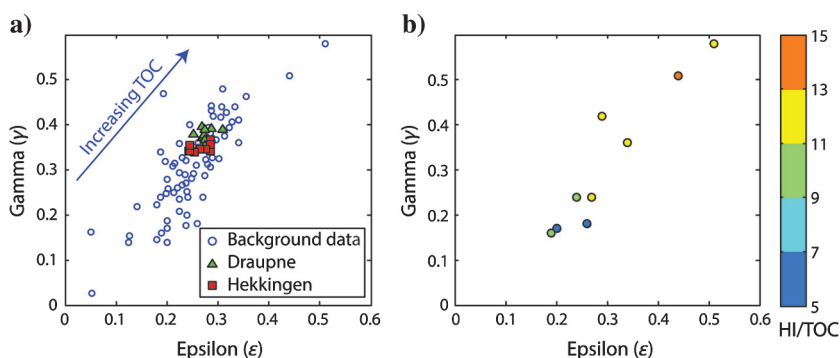 a)
Gamma (γ)
0.5
0.4
0.3
0.2
0.1
0
Increasing TOC
Background data
Draupne
Hekkingen
0 0.1 0.2 0.3 0.4 0.5 0.6
Epsilon (ε)
b)
Gamma (γ)
0.5
0.4
0.3
0.2
0.1
0
0 0.1 0.2 0.3 0.4 0.5 0.6
Epsilon (ε)
15
13
11
9
7
5
HI/TOC